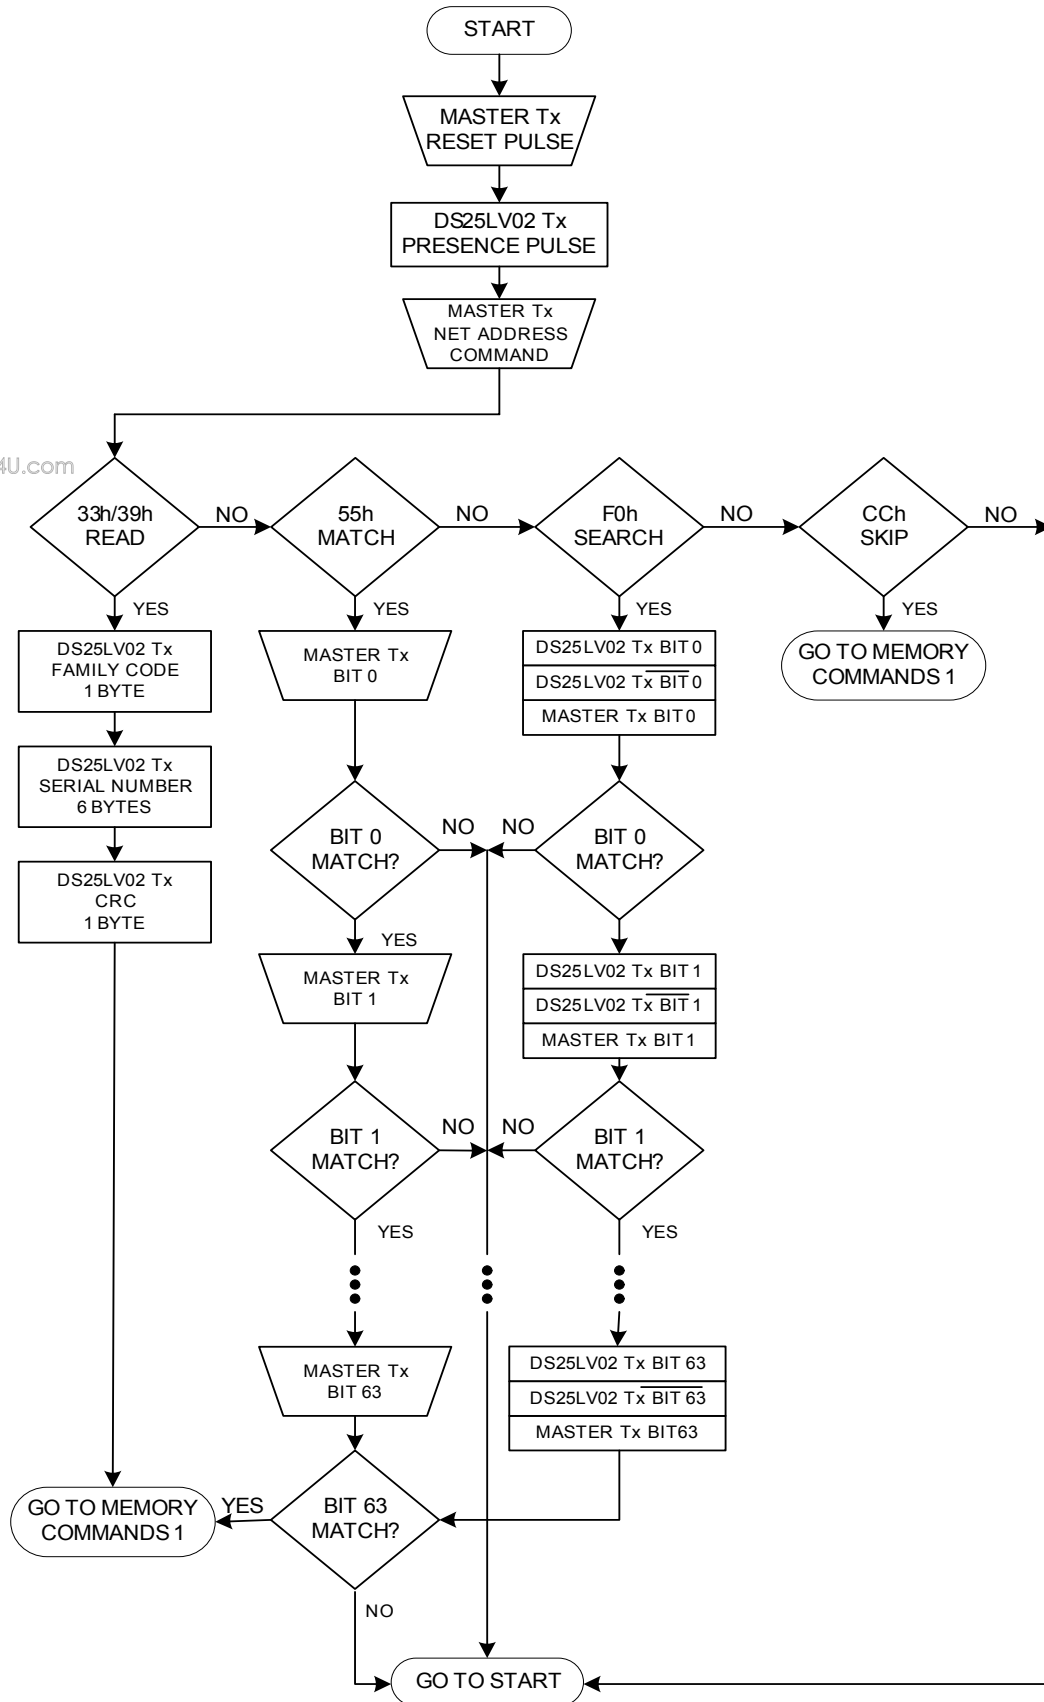 START
MASTER Tx
RESET PULSE
DS25LV02 Tx
PRESENCE PULSE
MASTER Tx
NET ADDRESS
COMMAND
4U.com
33h/39h
READ
NO
55h
MATCH
NO
F0h
SEARCH
NO
CCh
SKIP
NO
YES
YES
YES
YES
DS25LV02 Tx
FAMILY CODE
1 BYTE
MASTER Tx
BIT 0
DS25LV02 Tx BIT 0
DS25LV02 Tx BIT 0
MASTER Tx BIT 0
GO TO MEMORY
COMMANDS 1
DS25LV02 Tx
SERIAL NUMBER
6 BYTES
BIT 0
MATCH?
NO
NO
BIT 0
MATCH?
DS25LV02 Tx
CRC
1 BYTE
YES
MASTER Tx
BIT 1
DS25LV02 Tx BIT 1
DS25LV02 Tx BIT 1
MASTER Tx BIT 1
BIT 1
MATCH?
NO
NO
BIT 1
MATCH?
YES
YES
MASTER Tx
BIT 63
DS25LV02 Tx BIT 63
DS25LV02 Tx BIT 63
MASTER Tx BIT63
GO TO MEMORY
COMMANDS 1
YES
BIT 63
MATCH?
NO
GO TO START